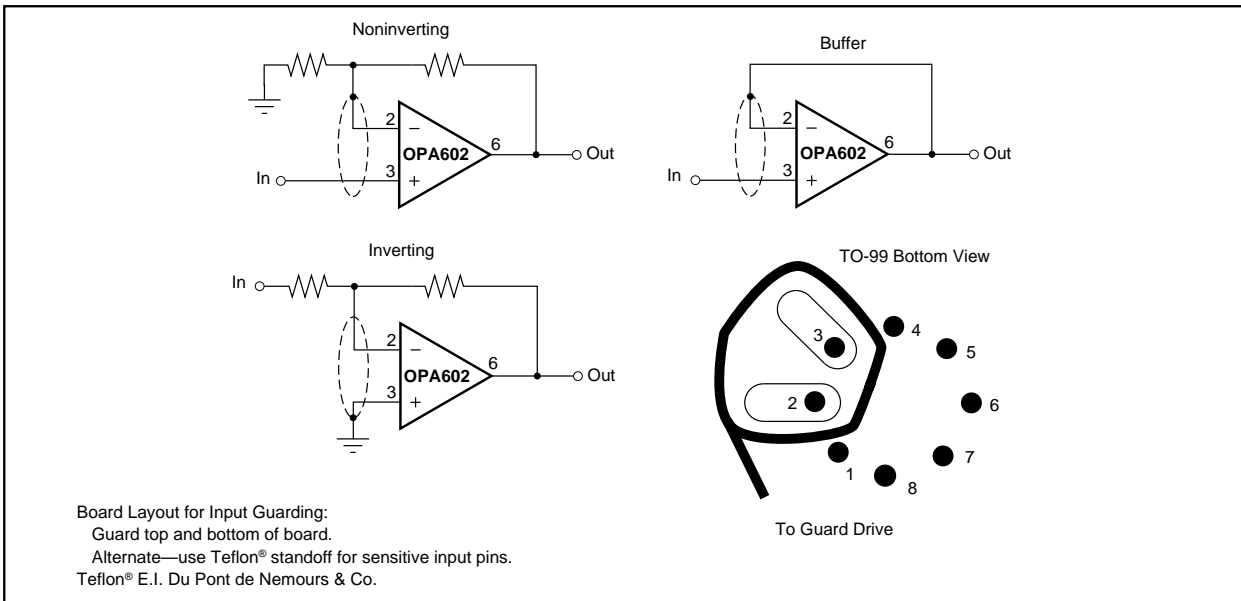 Noninverting
2
−
OPA602
6
Out
In
3
+
Buffer
2
−
OPA602
6
Out
In
3
+
Inverting
In
2
−
OPA602
6
Out
3
+
TO-99 Bottom View
3
4
5
2
6
1
7
8
To Guard Drive
Board Layout for Input Guarding:
Guard top and bottom of board.
Alternate—use Teflon® standoff for sensitive input pins.
Teflon® E.I. Du Pont de Nemours & Co.